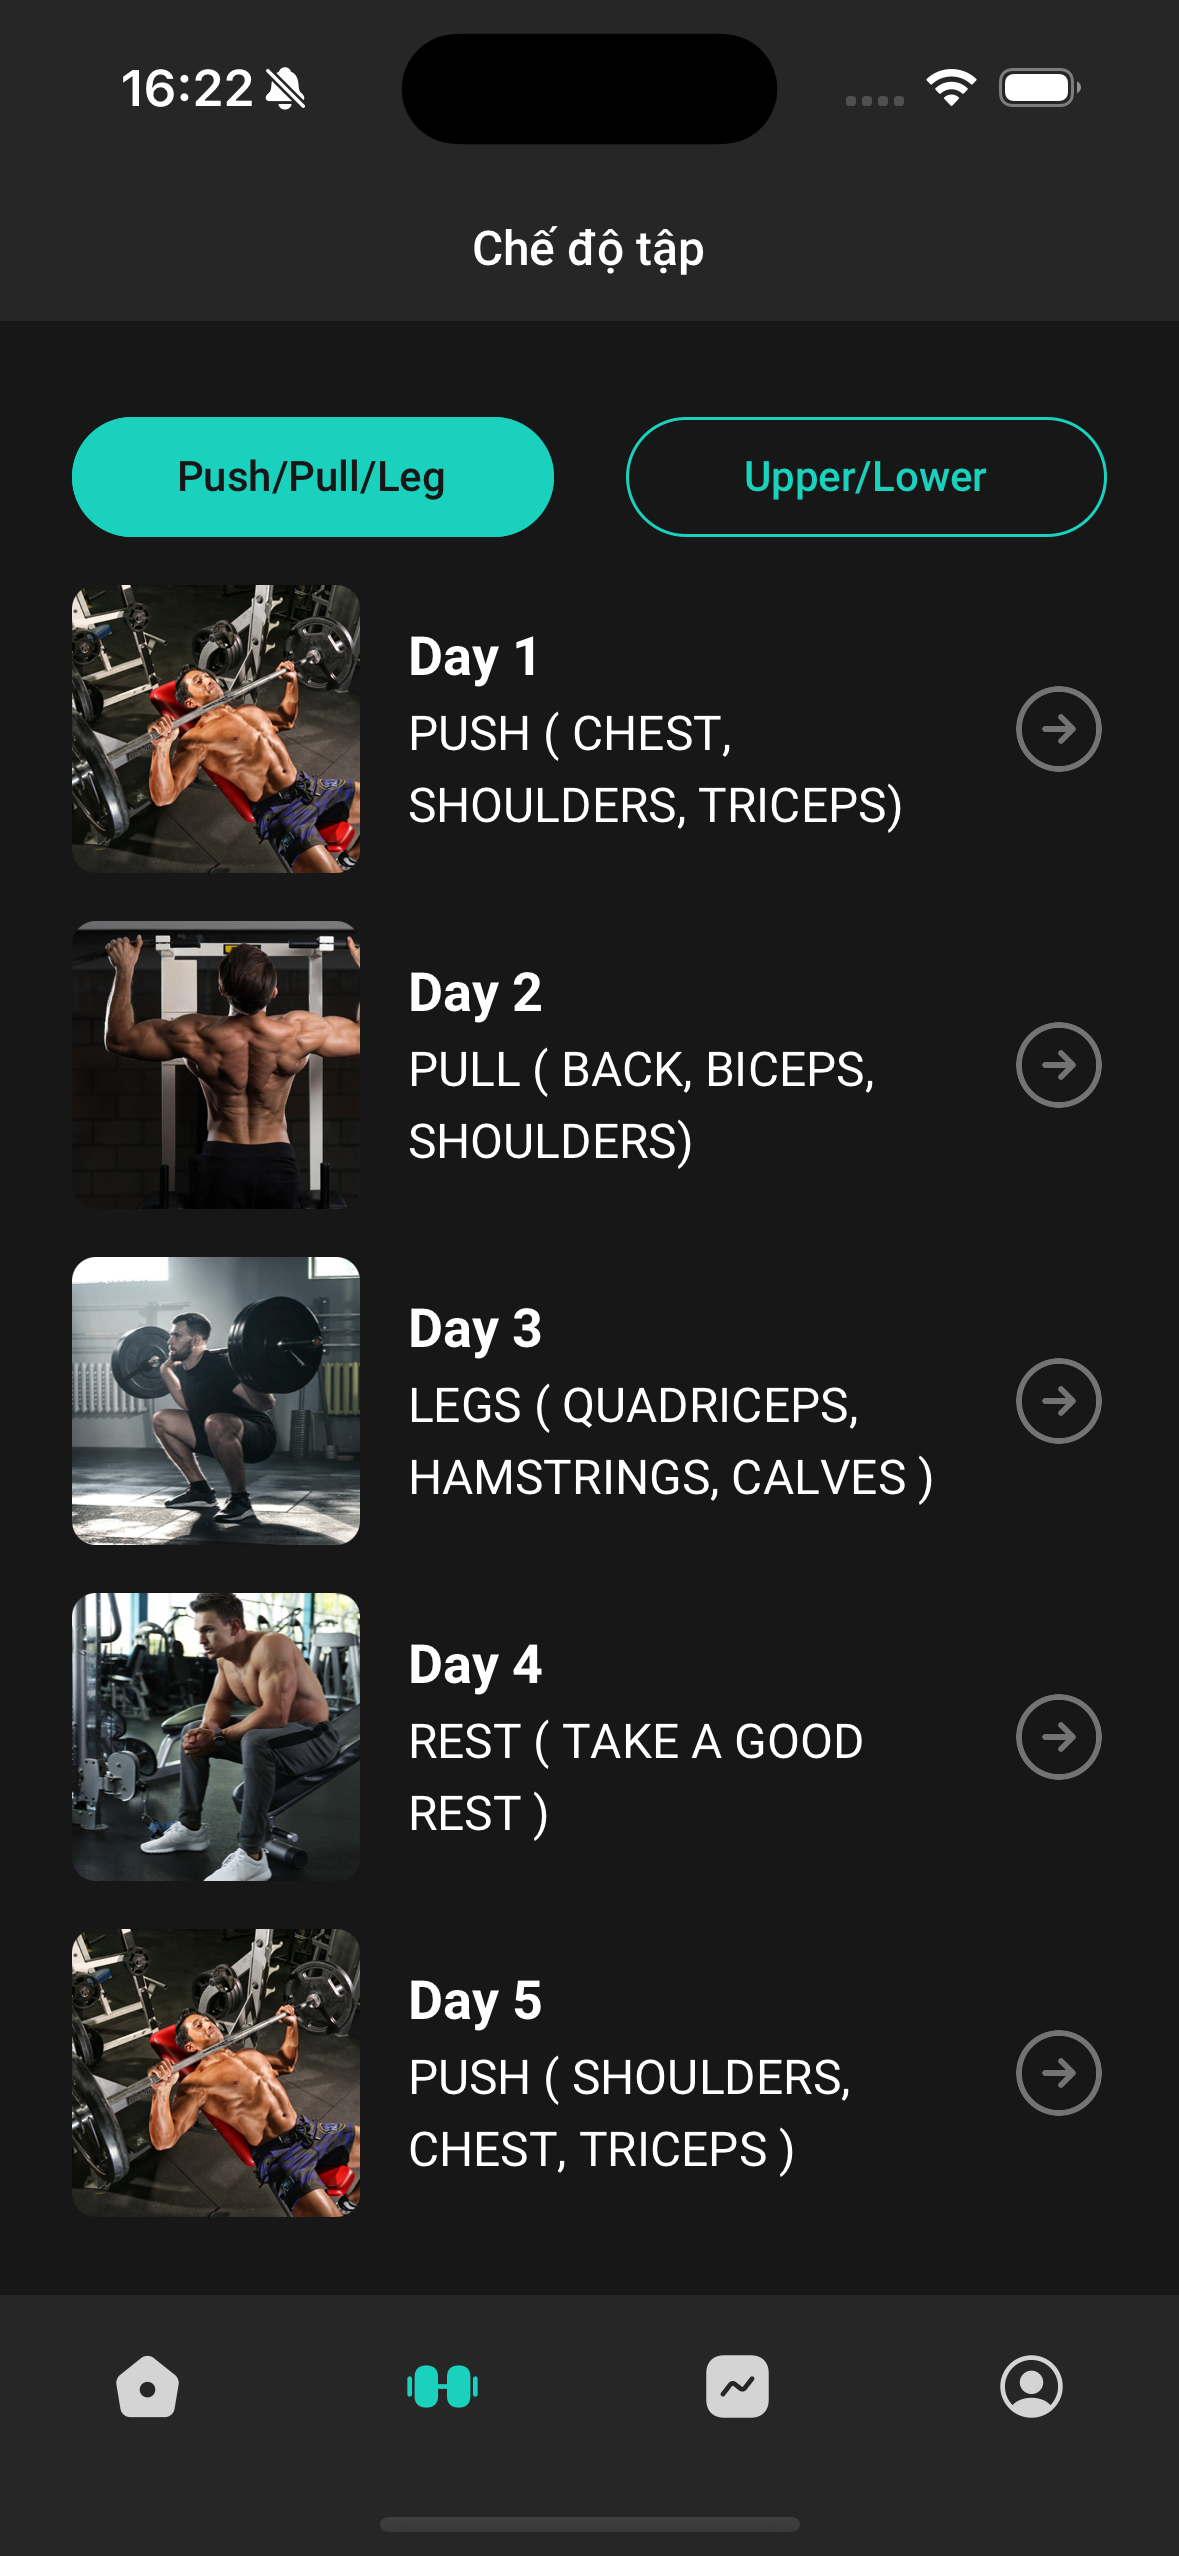 16:22
Chế độ tập
Push/Pull/Leg
Upper/Lower
Day 1
PUSH ( CHEST,
SHOULDERS, TRICEPS)
Day 2
PULL ( BACK, BICEPS,
SHOULDERS)
Day 3
LEGS ( QUADRICEPS,
HAMSTRINGS, CALVES )
Day 4
REST ( TAKE A GOOD
REST )
Day 5
PUSH ( SHOULDERS,
CHEST, TRICEPS )